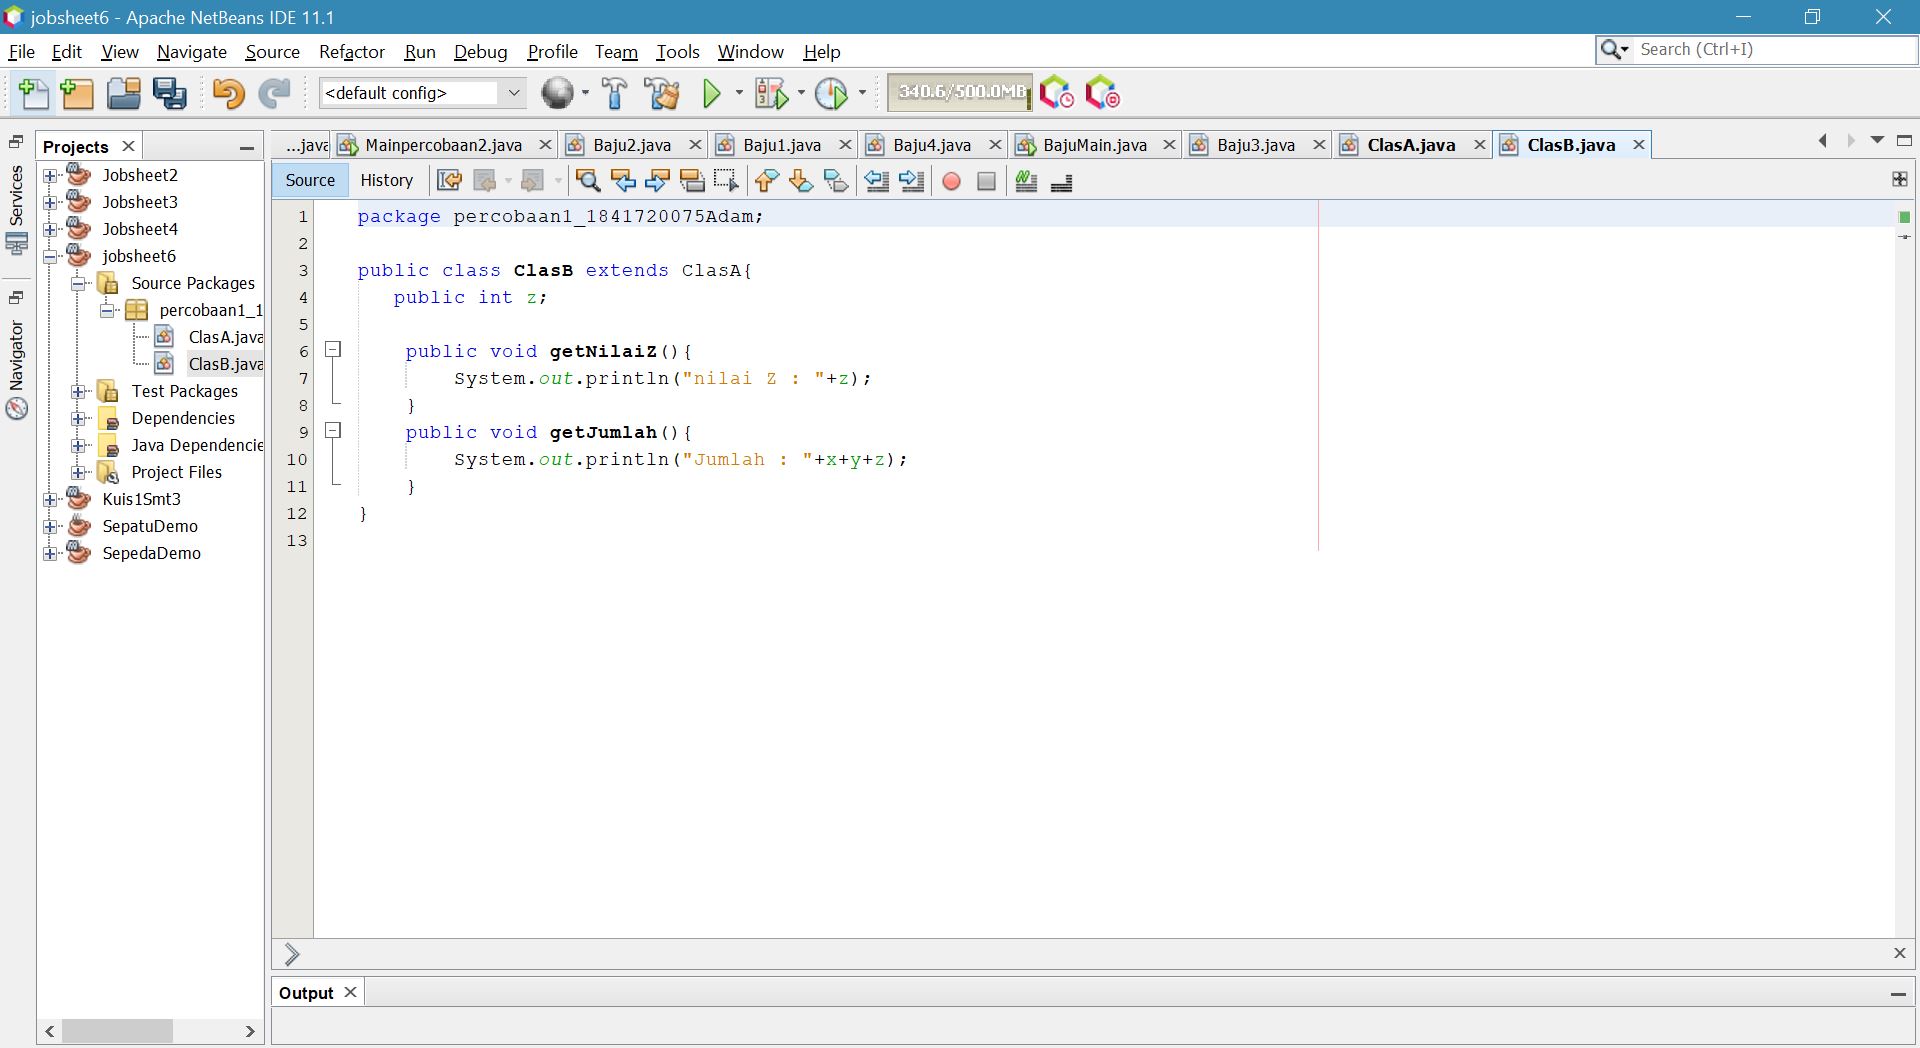 jobsheet6 - Apache NetBeans IDE 11.1
File Edit View Navigate Source Refactor Run Debug Profile Team Tools Window Help
Search (Ctrl+I)
<default config>
340.6/500.0MB
Services
Navigator
Projects
Jobsheet2
Jobsheet3
Jobsheet4
jobsheet6
Source Packages
percobaan1_1
ClasA.java
ClasB.java
Test Packages
Dependencies
Java Dependencie
Project Files
Kuis1Smt3
SepatuDemo
SepedaDemo
...java Mainpercobaan2.java Baju2.java Baju1.java Baju4.java BajuMain.java Baju3.java ClasA.java ClasB.java
Source History
1 package percobaan1_1841720075Adam;
2
3 public class ClasB extends ClasA{
4 public int z;
5
6 public void getNilaiZ(){
7 System.out.println("nilai Z : "+z);
8 }
9 public void getJumlah(){
10 System.out.println("Jumlah : "+x+y+z);
11 }
12 }
13
Output